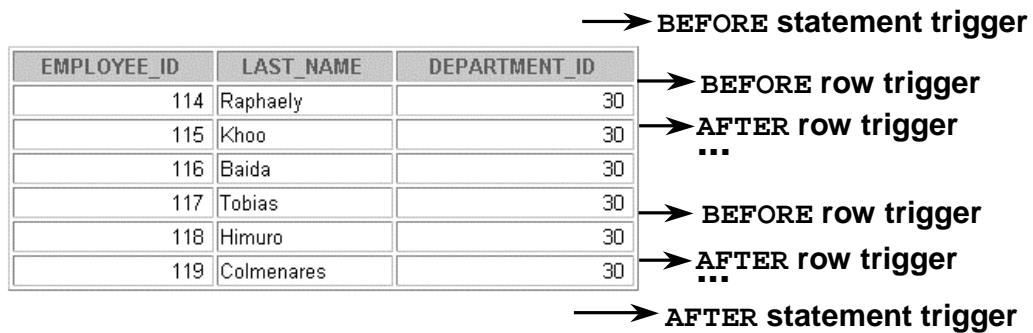 BEFORE statement trigger
EMPLOYEE_ID LAST_NAME DEPARTMENT_ID
BEFORE row trigger
114 Raphaely 30
AFTER row trigger
115 Khoo 30
...
116 Baida 30
117 Tobias 30
BEFORE row trigger
118 Himuro 30
AFTER row trigger
119 Colmenares 30
...
AFTER statement trigger